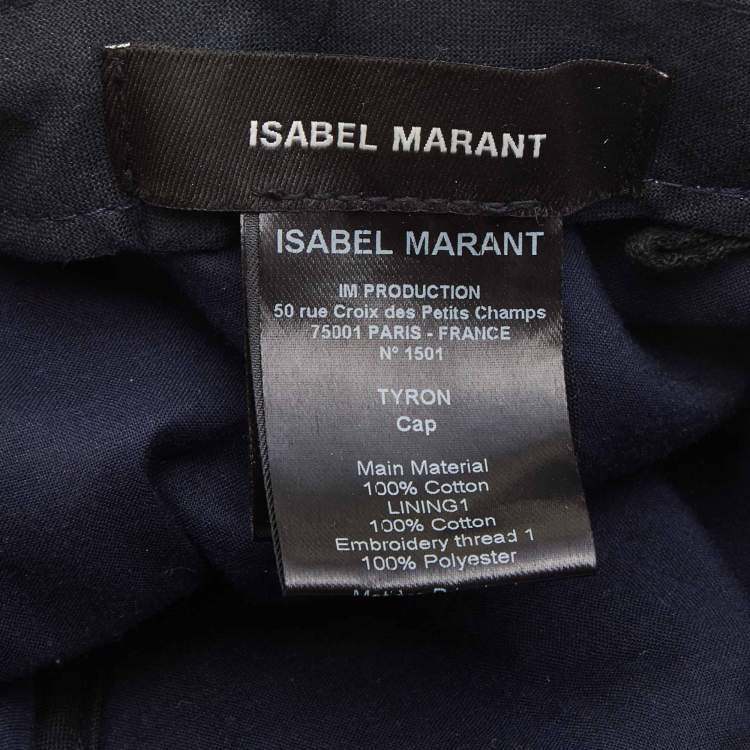 ISABEL MARANT
ISABEL MARANT
IM PRODUCTION
50 rue Croix des Petits Champs
75001 PARIS - FRANCE
N° 1501
TYRON
Cap
Main Material
100% Cotton
LINING1
100% Cotton
Embroidery thread 1
100% Polyester